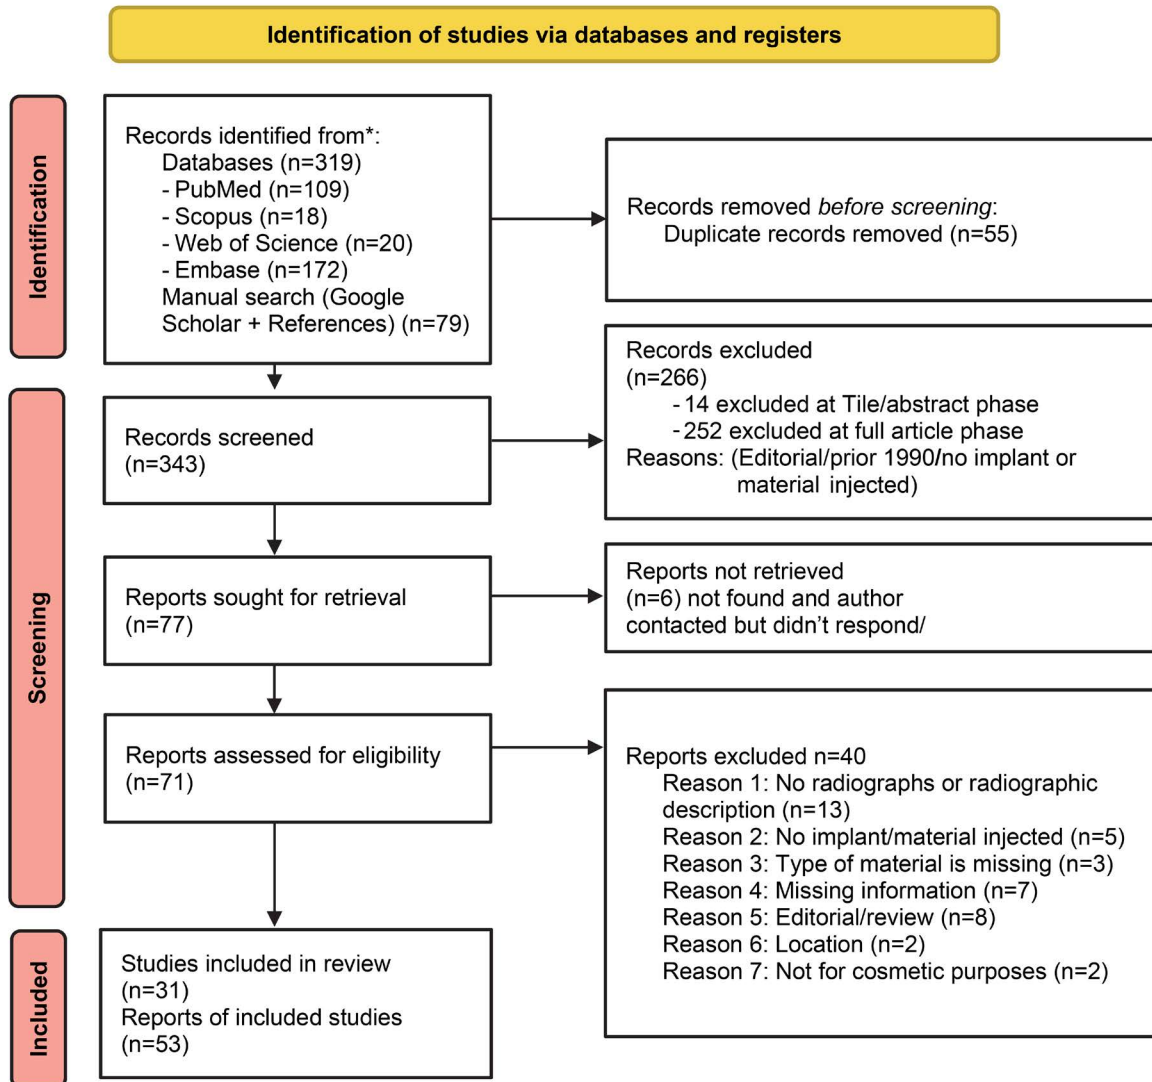 Identification of studies via databases and registers
Identification
Records identified from*:
Databases (n=319)
- PubMed (n=109)
- Scopus (n=18)
- Web of Science (n=20)
- Embase (n=172)
Manual search (Google
Scholar + References) (n=79)
Records removed before screening:
Duplicate records removed (n=55)
Screening
Records screened
(n=343)
Records excluded
(n=266)
- 14 excluded at Tile/abstract phase
- 252 excluded at full article phase
Reasons: (Editorial/prior 1990/no implant or
material injected)
Reports sought for retrieval
(n=77)
Reports not retrieved
(n=6) not found and author
contacted but didn't respond/
Reports assessed for eligibility
(n=71)
Reports excluded n=40
Reason 1: No radiographs or radiographic
description (n=13)
Reason 2: No implant/material injected (n=5)
Reason 3: Type of material is missing (n=3)
Reason 4: Missing information (n=7)
Reason 5: Editorial/review (n=8)
Reason 6: Location (n=2)
Reason 7: Not for cosmetic purposes (n=2)
Included
Studies included in review
(n=31)
Reports of included studies
(n=53)